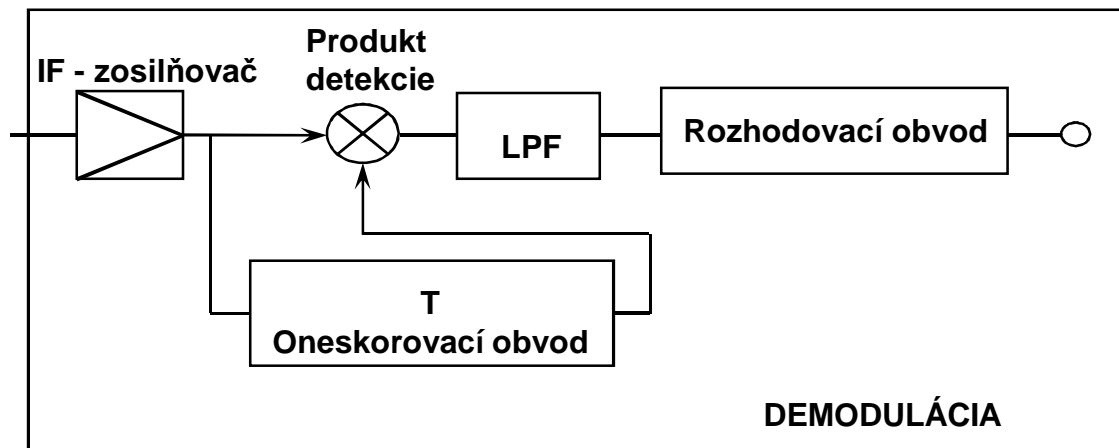 Produkt
detekcie
IF - zosilňovač
LPF
Rozhodovací obvod
T
Oneskorovací obvod
DEMODULÁCIA